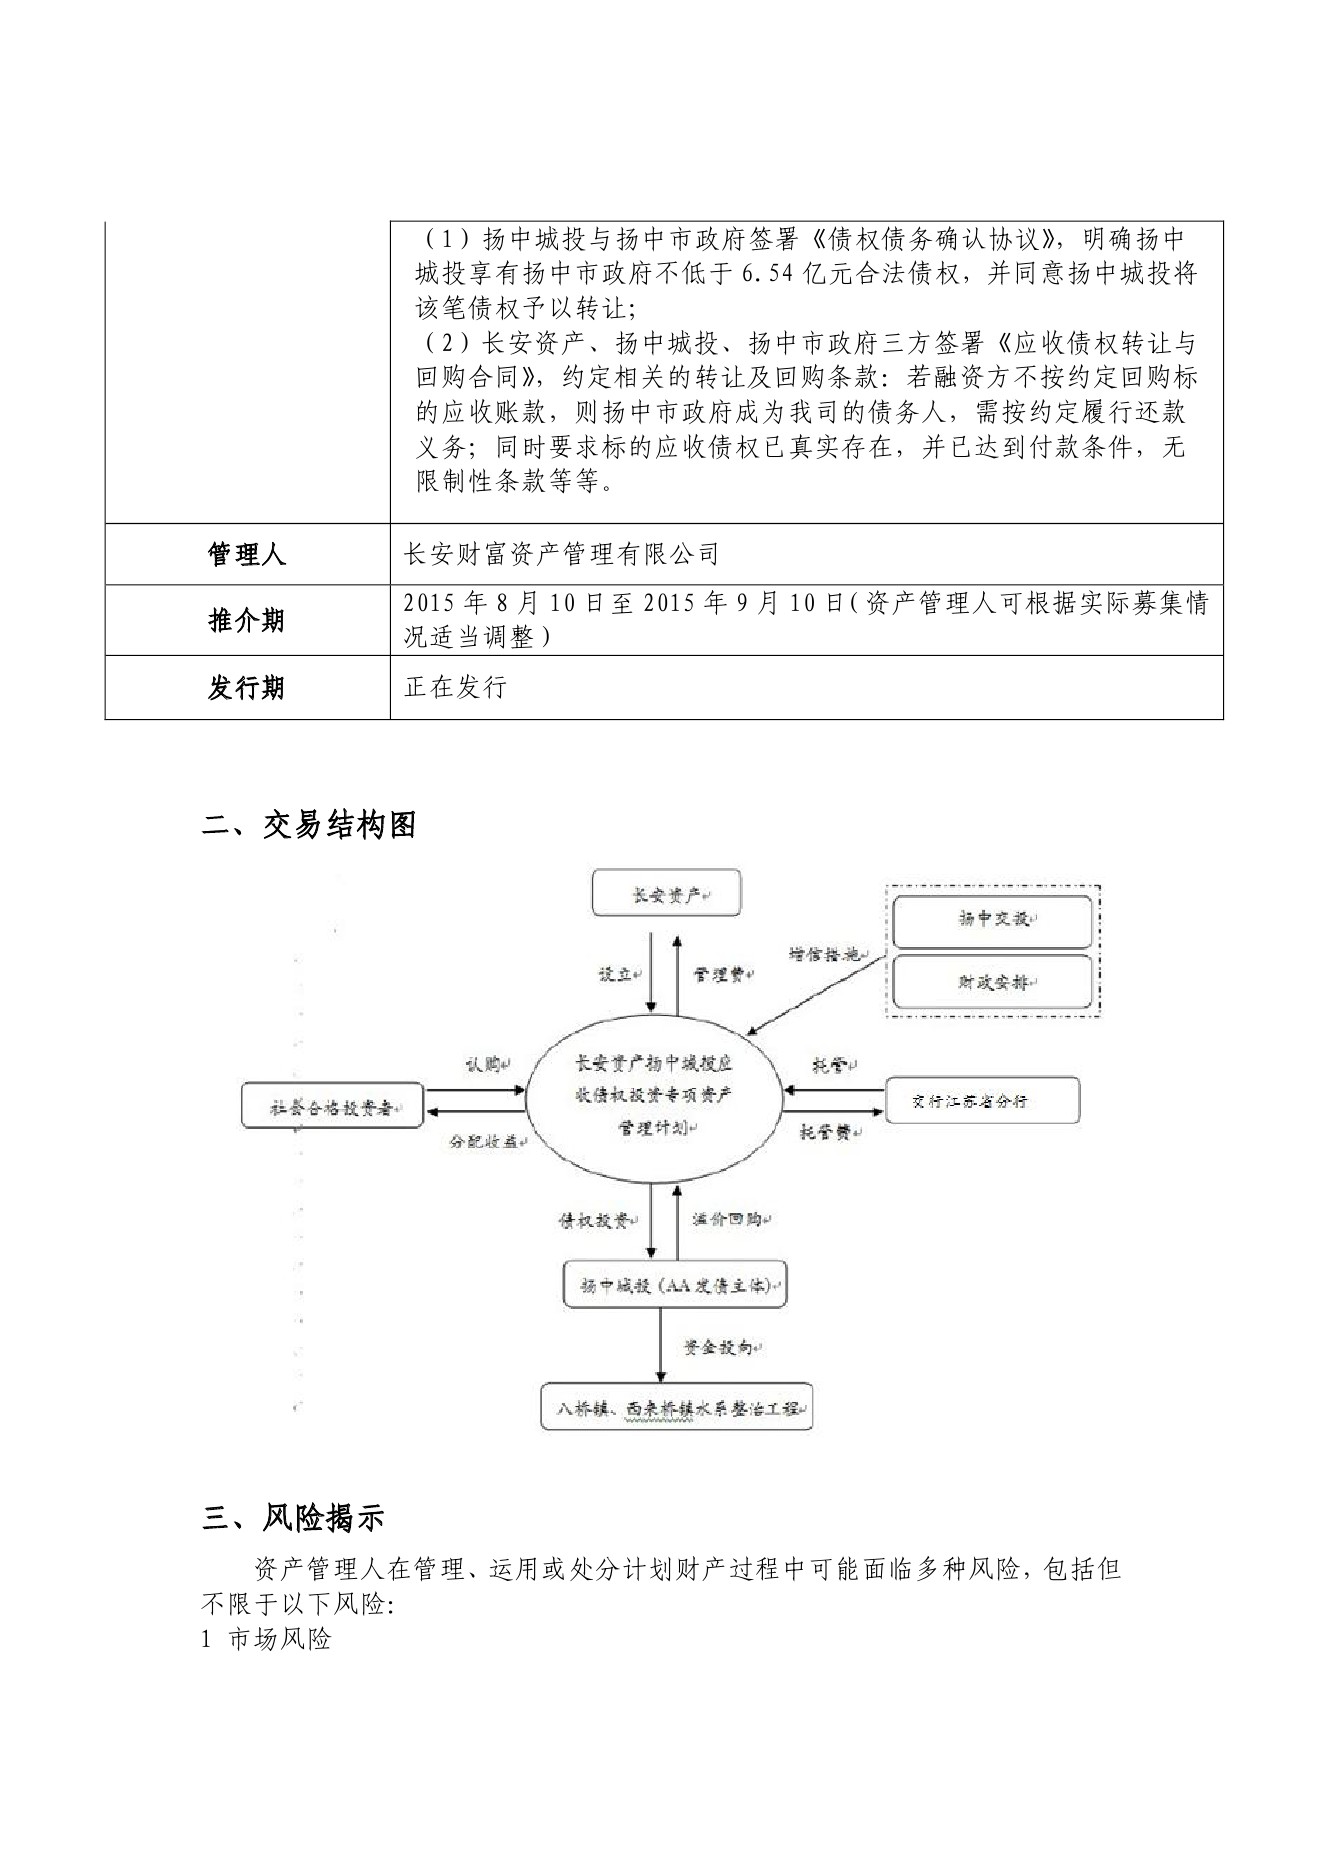 （1）扬中城投与扬中市政府签署《债权债务确认协议》，明确扬中
城投享有扬中市政府不低于 6.54 亿元合法债权，并同意扬中城投将
该笔债权予以转让；
（2）长安资产、扬中城投、扬中市政府三方签署《应收债权转让与
回购合同》，约定相关的转让及回购条款：若融资方不按约定回购标
的应收账款，则扬中市政府成为我司的债务人，需按约定履行还款
义务；同时要求标的应收债权已真实存在，并已达到付款条件，无
限制性条款等等。
管理人
长安财富资产管理有限公司
推介期
2015 年 8 月 10 日至 2015 年 9 月 10 日（资产管理人可根据实际募集情
况适当调整）
发行期
正在发行
二、交易结构图
长安资产
扬中交投
财政安排
增信措施
设立
管理费
长安资产扬中城投应
收债权投资专项资产
管理计划
认购
分配收益
社会合格投资者
托管
托管费
交行江苏省分行
债权投资
溢价回购
扬中城投（AA 发债主体）
资金投向
八桥镇、西来桥镇水系整治工程
三、风险揭示
资产管理人在管理、运用或处分计划财产过程中可能面临多种风险，包括但
不限于以下风险：
1 市场风险